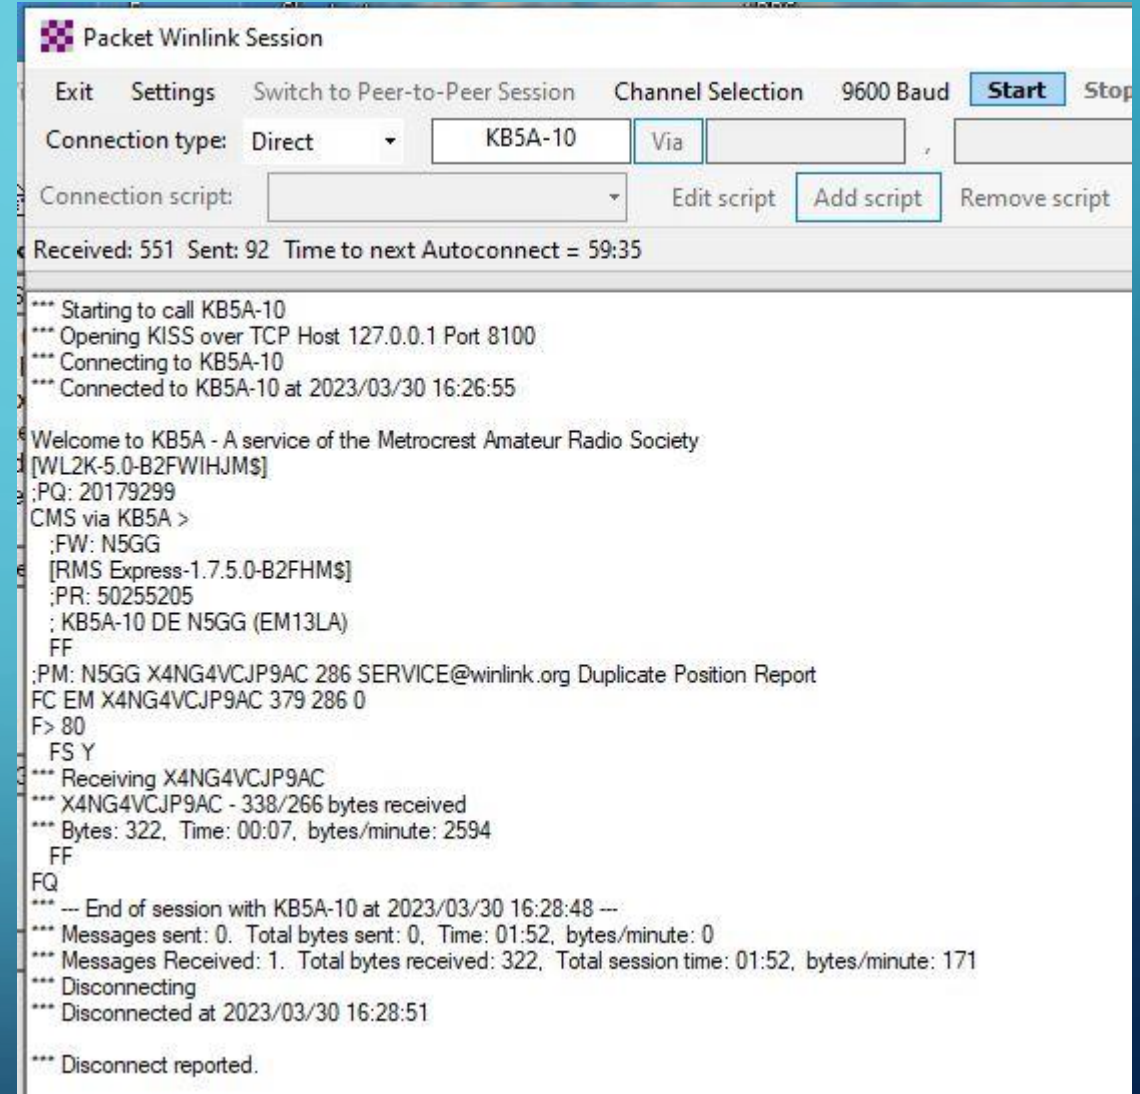 Packet Winlink Session
Exit Settings Switch to Peer-to-Peer Session Channel Selection 9600 Baud Start Stop
Connection type: Direct KB5A-10 Via ,
Connection script: Edit script Add script Remove script
Received: 551 Sent: 92 Time to next Autoconnect = 59:35
*** Starting to call KB5A-10
*** Opening KISS over TCP Host 127.0.0.1 Port 8100
*** Connecting to KB5A-10
*** Connected to KB5A-10 at 2023/03/30 16:26:55
Welcome to KB5A - A service of the Metrocrest Amateur Radio Society
[WL2K-5.0-B2FWIHJM$]
;PQ: 20179299
CMS via KB5A >
;FW: N5GG
[RMS Express-1.7.5.0-B2FHM$]
;PR: 50255205
; KB5A-10 DE N5GG (EM13LA)
FF
;PM: N5GG X4NG4VCJP9AC 286 SERVICE@winlink.org Duplicate Position Report
FC EM X4NG4VCJP9AC 379 286 0
F> 80
FS Y
*** Receiving X4NG4VCJP9AC
*** X4NG4VCJP9AC - 338/266 bytes received
*** Bytes: 322, Time: 00:07, bytes/minute: 2594
FF
FQ
*** --- End of session with KB5A-10 at 2023/03/30 16:28:48 ---
*** Messages sent: 0. Total bytes sent: 0, Time: 01:52, bytes/minute: 0
*** Messages Received: 1. Total bytes received: 322, Total session time: 01:52, bytes/minute: 171
*** Disconnecting
*** Disconnected at 2023/03/30 16:28:51
*** Disconnect reported.